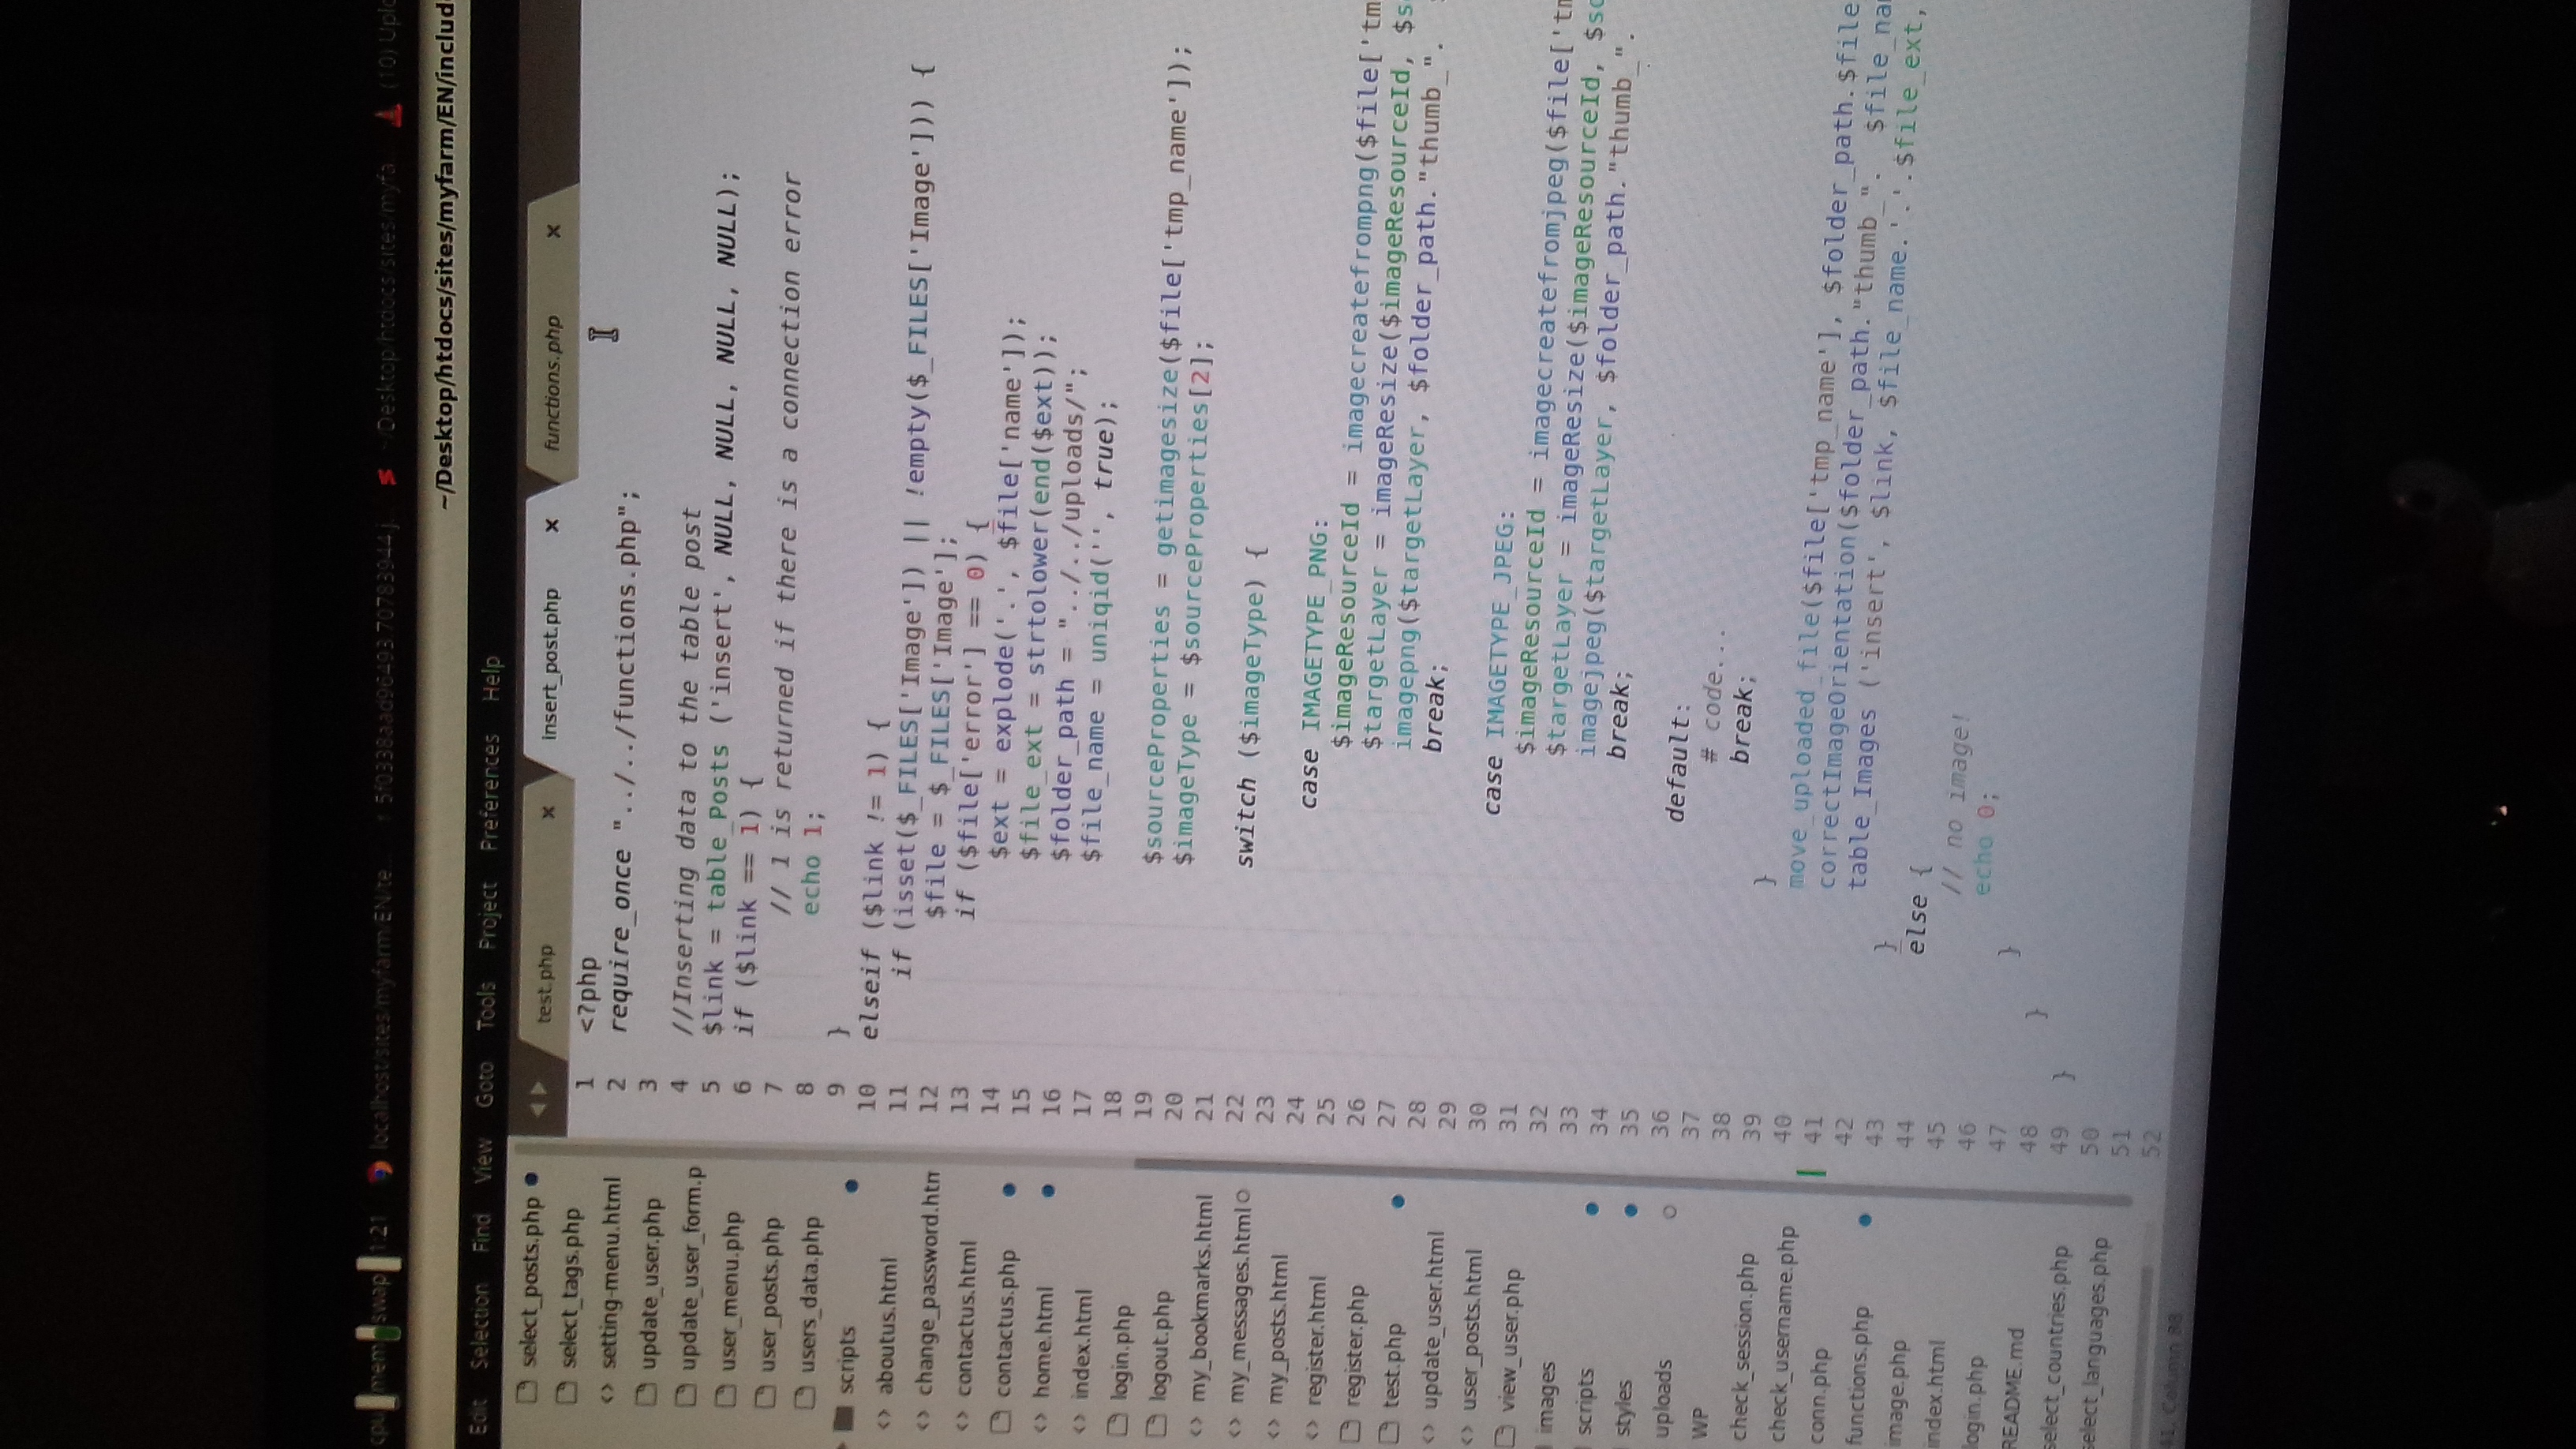 cpu mem swap 1:21 localhost/sites/myfarm/EN/te... 5f0338aad96493.70783944.j... ~/Desktop/htdocs/sites/myfa... (10) Uplo
~/Desktop/htdocs/sites/myfarm/EN/includ
Edit Selection Find View Goto Tools Project Preferences Help
select_posts.php
select_tags.php
setting-menu.html
update_user.php
update_user_form.p
user_menu.php
user_posts.php
users_data.php
scripts
aboutus.html
change_password.htm
contactus.html
contactus.php
home.html
index.html
login.php
logout.php
my_bookmarks.html
my_messages.html
my_posts.html
register.html
register.php
test.php
update_user.html
user_posts.html
view_user.php
images
scripts
styles
uploads
WP
check_session.php
check_username.php
conn.php
functions.php
image.php
index.html
login.php
README.md
select_countries.php
select_languages.php
41, Column 88
test.php × insert_post.php × functions.php ×
1 <?php
2 require_once "../../functions.php";
3
4 //Inserting data to the table post
5 $link = table_Posts ('insert', NULL, NULL, NULL, NULL);
6 if ($link == 1) {
7 // 1 is returned if there is a connection error
8 echo 1;
9 }
10 elseif ($link != 1) {
11 if (isset($_FILES['Image']) || !empty($_FILES['Image'])) {
12 $file = $_FILES['Image'];
13 if ($file['error'] == 0) {
14 $ext = explode('.', $file['name']);
15 $file_ext = strtolower(end($ext));
16 $folder_path = "../../uploads/";
17 $file_name = uniqid('', true);
18
19 $sourceProperties = getimagesize($file['tmp_name']);
20 $imageType = $sourceProperties[2];
21
22 switch ($imageType) {
23
24 case IMAGETYPE_PNG:
25 $imageResourceId = imagecreatefrompng($file['tm
26 $targetLayer = imageResize($imageResourceId, $s
27 imagepng($targetLayer, $folder_path."thumb_".
28 break;
29
30 case IMAGETYPE_JPEG:
31 $imageResourceId = imagecreatefromjpeg($file['tm
32 $targetLayer = imageResize($imageResourceId, $so
33 imagejpeg($targetLayer, $folder_path."thumb_".
34 break;
35
36 default:
37 # code...
38 break;
39 }
40 move_uploaded_file($file['tmp_name'], $folder_path.$file
41 correctImageOrientation($folder_path."thumb_". $file_na
42 table_Images ('insert', $link, $file_name.'.'.$file_ext,
43 }
44 else {
45 // no image!
46 echo 0;
47 }
48 }
49 }
50
51
52